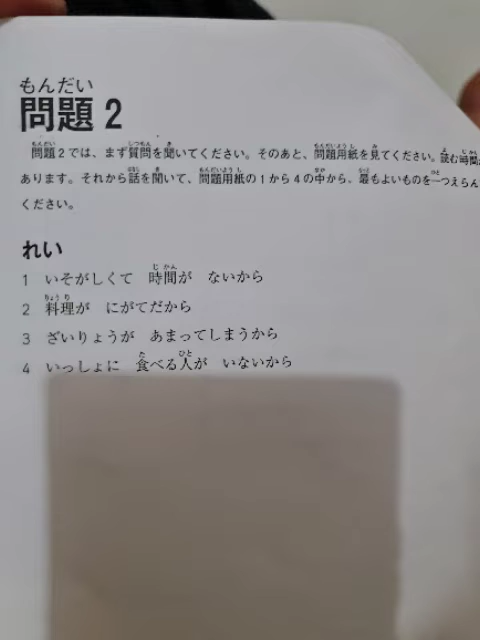 もんだい
問題2
問題2では、まず質問を聞いてください。そのあと、問題用紙を見てください。読む時間
あります。それから話を聞いて、問題用紙の1から4の中から、最もよいものを一つえらん
ください。
れい
1 いそがしくて 時間が ないから
2 料理が にがてだから
3 ざいりょうが あまってしまうから
4 いっしょに 食べる人が いないから